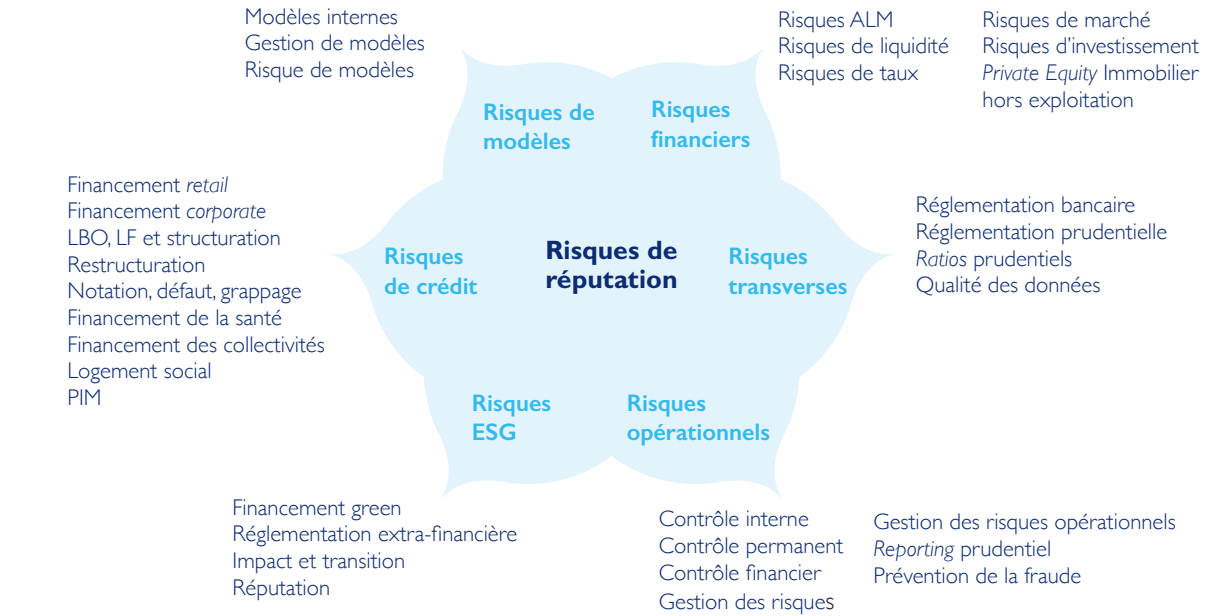 Modèles internes
Gestion de modèles
Risque de modèles
Risques ALM
Risques de liquidité
Risques de taux
Risques de marché
Risques d'investissement
Private Equity Immobilier
hors exploitation
Risques de
modèles
Risques
financiers
Financement retail
Financement corporate
LBO, LF et structuration
Restructuration
Notation, défaut, grappage
Financement de la santé
Financement des collectivités
Logement social
PIM
Risques
de crédit
Risques de
réputation
Risques
transverses
Réglementation bancaire
Réglementation prudentielle
Ratios prudentiels
Qualité des données
Risques
ESG
Risques
opérationnels
Financement green
Réglementation extra-financière
Impact et transition
Réputation
Contrôle interne
Contrôle permanent
Contrôle financier
Gestion des risques
Gestion des risques opérationnels
Reporting prudentiel
Prévention de la fraude